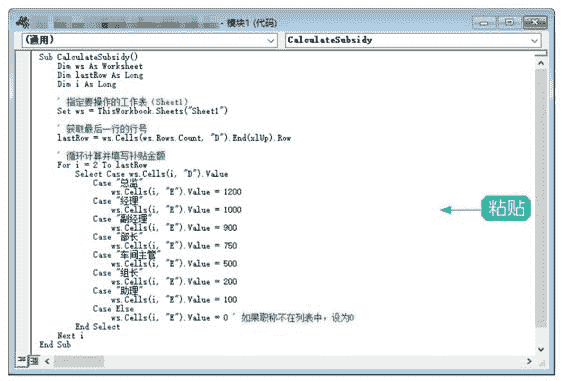 - 模块1 (代码)
(通用)
CalculateSubsidy
Sub CalculateSubsidy()
Dim ws As Worksheet
Dim lastRow As Long
Dim i As Long
' 指定要操作的工作表（Sheet1）
Set ws = ThisWorkbook.Sheets("Sheet1")
' 获取最后一行的行号
lastRow = ws.Cells(ws.Rows.Count, "D").End(xlUp).Row
' 循环计算并填写补贴金额
For i = 2 To lastRow
Select Case ws.Cells(i, "D").Value
Case "总监"
ws.Cells(i, "E").Value = 1200
Case "经理"
ws.Cells(i, "E").Value = 1000
Case "副经理"
ws.Cells(i, "E").Value = 900
Case "部长"
ws.Cells(i, "E").Value = 750
Case "车间主管"
ws.Cells(i, "E").Value = 500
Case "组长"
ws.Cells(i, "E").Value = 200
Case "助理"
ws.Cells(i, "E").Value = 100
Case Else
ws.Cells(i, "E").Value = 0 ' 如果职称不在列表中，设为0
End Select
Next i
End Sub
粘贴